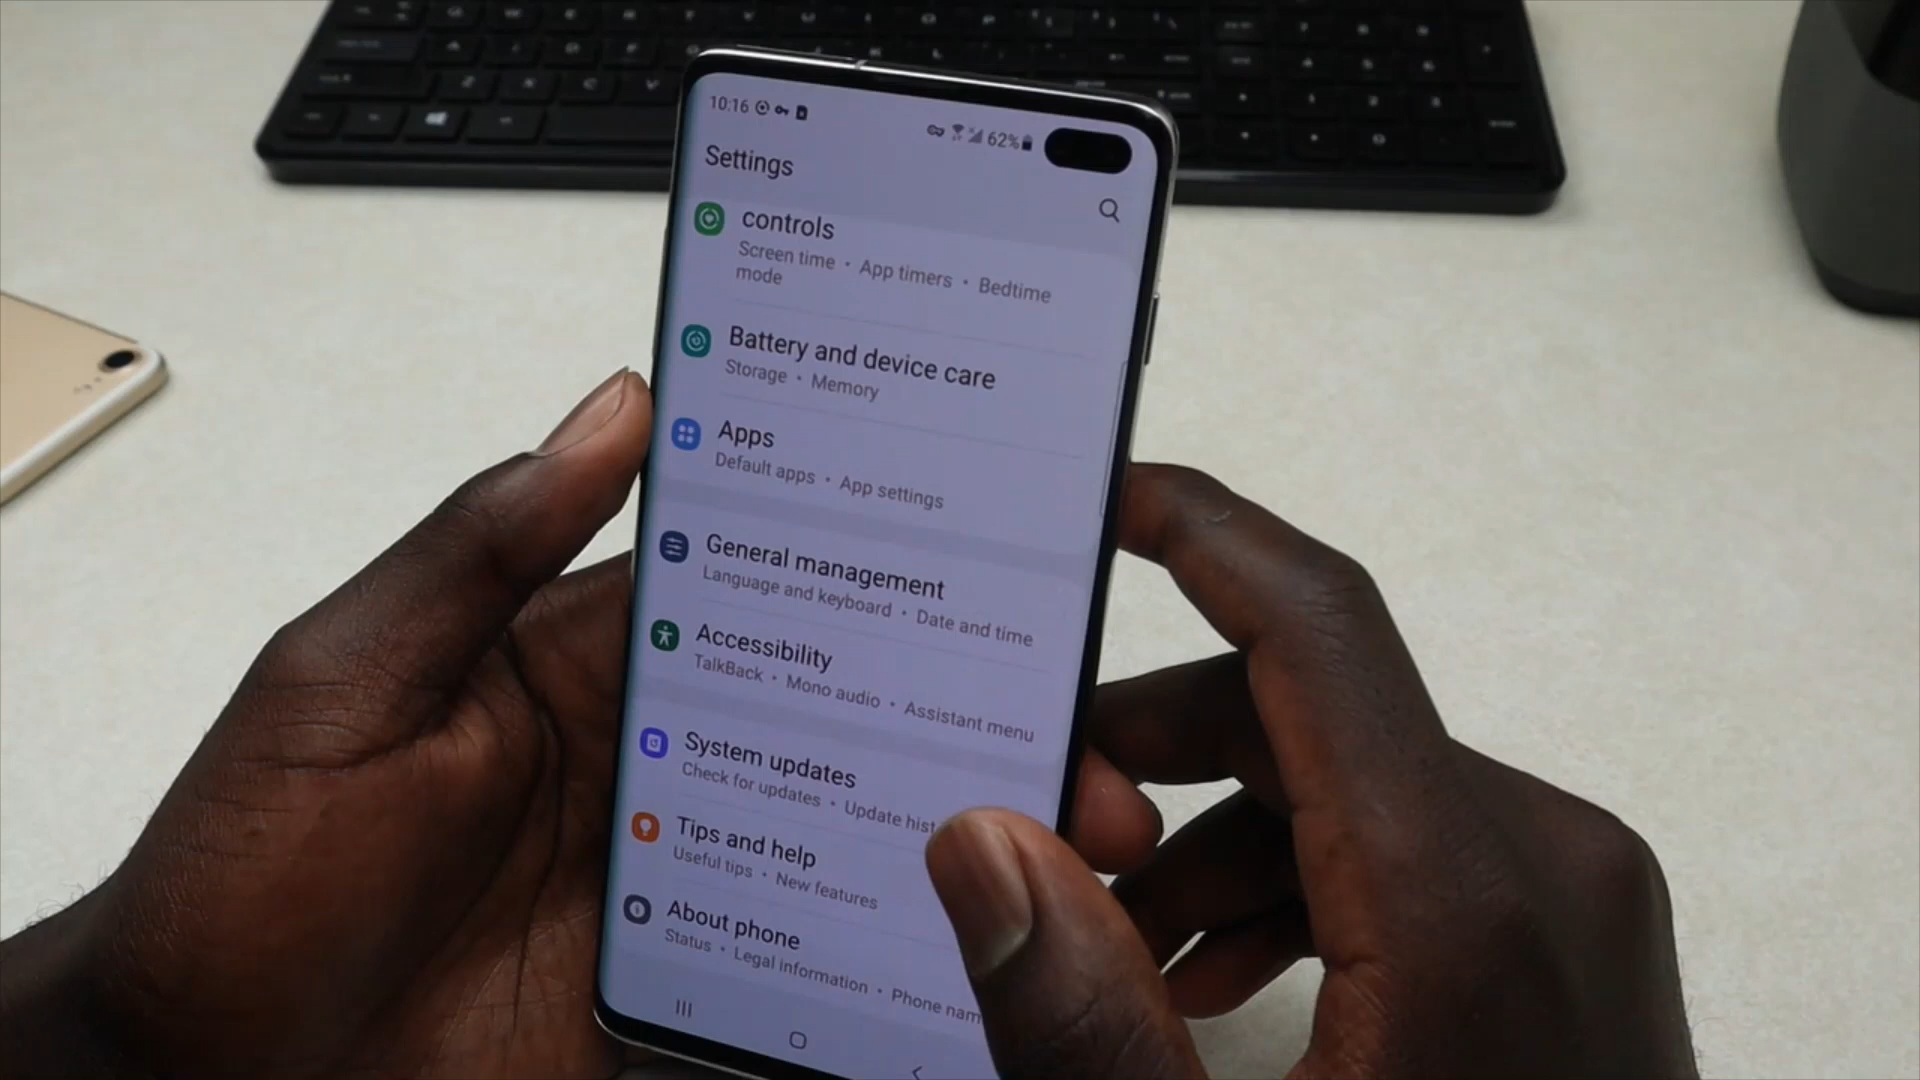 10:16
62%
Settings
controls
Screen time • App timers • Bedtime
mode
Battery and device care
Storage • Memory
Apps
Default apps • App settings
General management
Language and keyboard • Date and time
Accessibility
TalkBack • Mono audio • Assistant menu
System updates
Check for updates • Update hist
Tips and help
Useful tips • New features
About phone
Status • Legal information • Phone nam